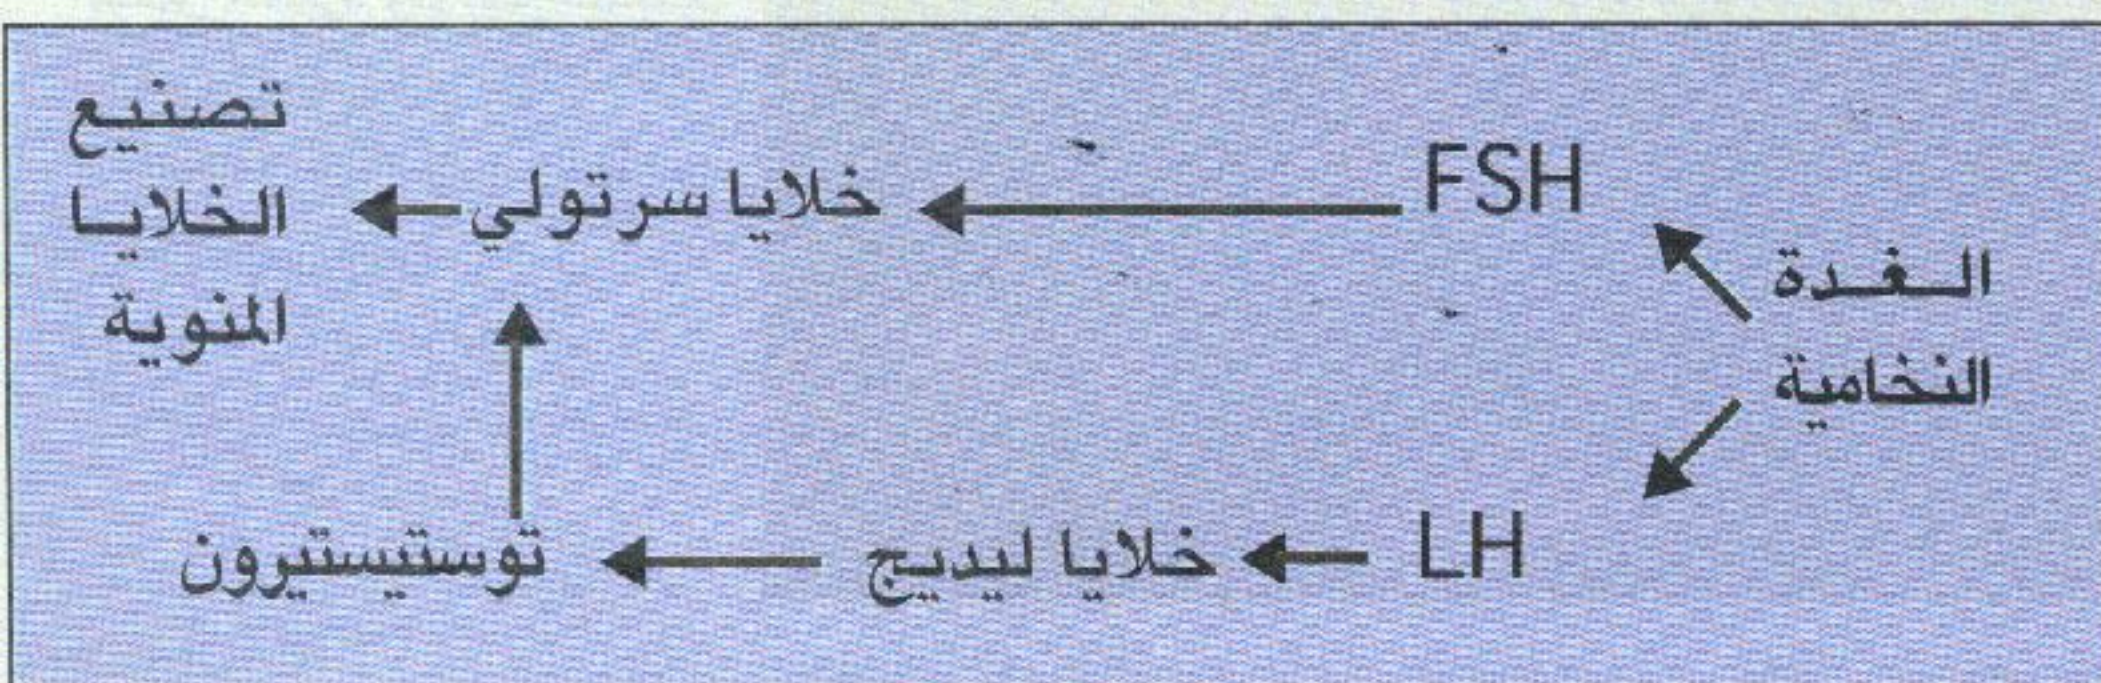 الغدة
النخامية
FSH
خلايا سرتولي
تصنيع
الخلايا
المنوية
LH
خلايا ليديج
توستيستيرون